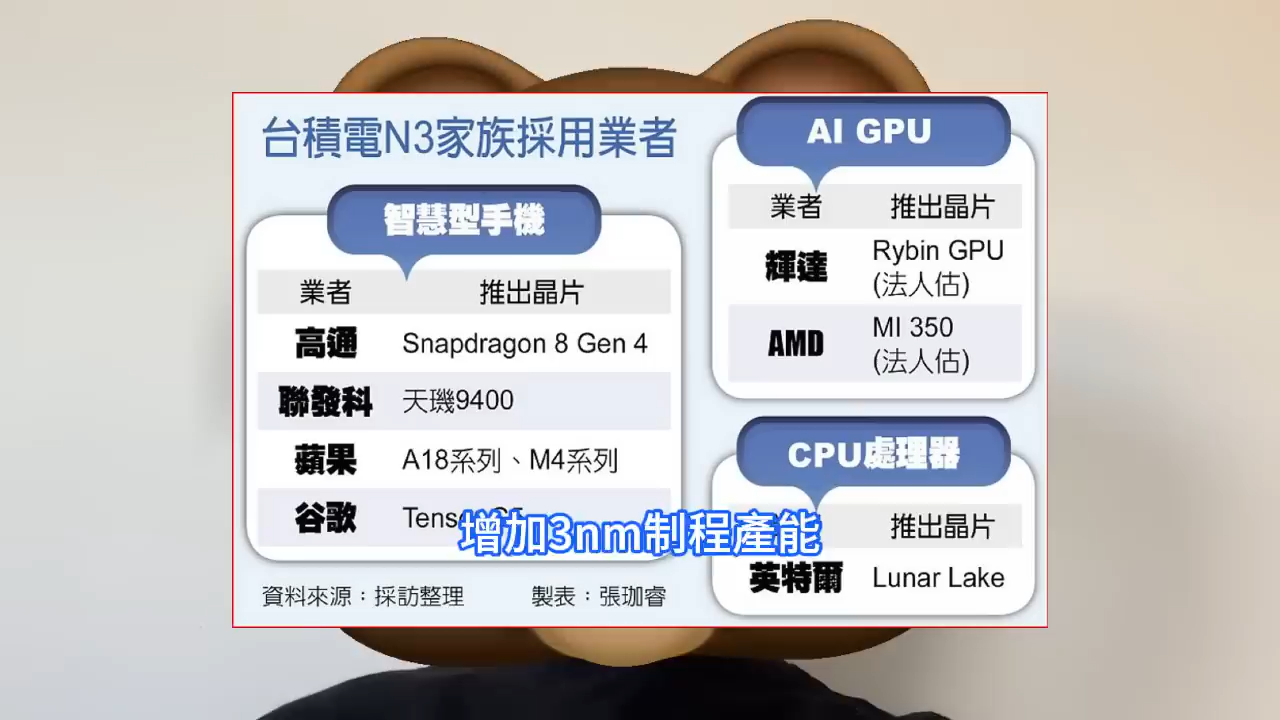 台積電N3家族採用業者
智慧型手機
業者 推出晶片
高通 Snapdragon 8 Gen 4
聯發科 天璣9400
蘋果 A18系列、M4系列
谷歌
資料來源:採訪整理 製表:張珈睿
AI GPU
業者 推出晶片
輝達 Rybin GPU
(法人估)
AMD MI 350
(法人估)
CPU處理器
推出晶片
英特爾 Lunar Lake
增加3nm制程產能